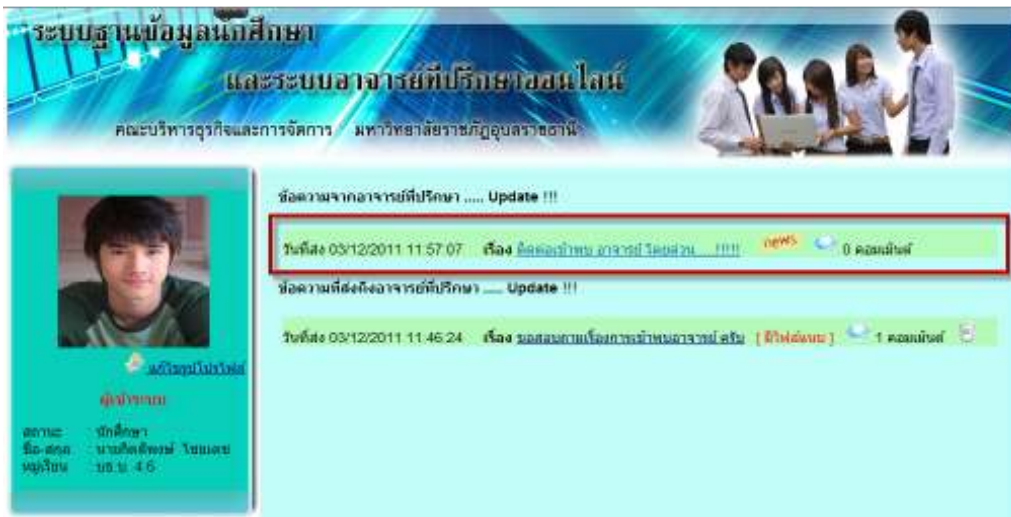 ระบบฐานข้อมูลนักศึกษา
และระบบอาจารย์ที่ปรึกษาออนไลน์
คณะบริหารธุรกิจและการจัดการ มหาวิทยาลัยราชภัฏอุบลราชธานี
ข้อความจากอาจารย์ที่ปรึกษา ..... Update !!!
วันที่ส่ง 03/12/2011 11:57:07 เรื่อง ติดต่อเข้าพบ อาจารย์ โดยด่วน.....!!!!! news 0 คอมเม้นต์
ข้อความที่ส่งถึงอาจารย์ที่ปรึกษา ..... Update !!!
วันที่ส่ง 03/12/2011 11:46:24 เรื่อง ขอสอบถามเรื่องการเข้าพบอาจารย์ ครับ [ มีไฟล์แนบ ] 1 คอมเม้นต์
แก้ไขรูปโปรไฟล์
ผู้เข้าระบบ
สถานะ : นักศึกษา
ชื่อ-สกุล : นายกิตติพงษ์
หมู่เรียน : บธ.บ. 4.6